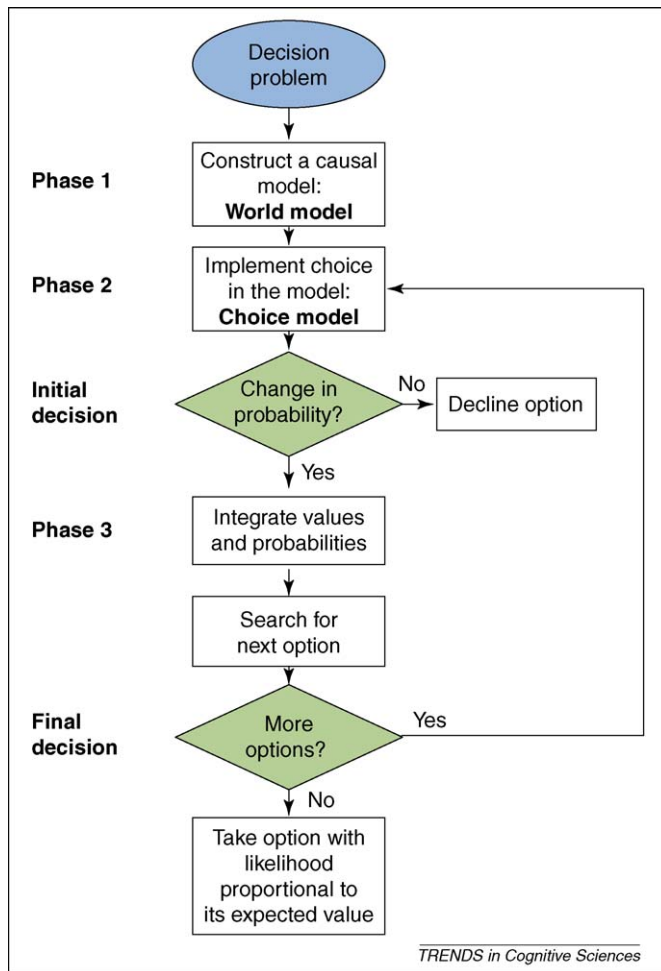 Decision
problem
Phase 1
Construct a causal
model:
World model
Phase 2
Implement choice
in the model:
Choice model
Initial
decision
Change in
probability?
No
Decline option
Yes
Phase 3
Integrate values
and probabilities
Search for
next option
Final
decision
More
options?
Yes
No
Take option with
likelihood
proportional to
its expected value
TRENDS in Cognitive Sciences